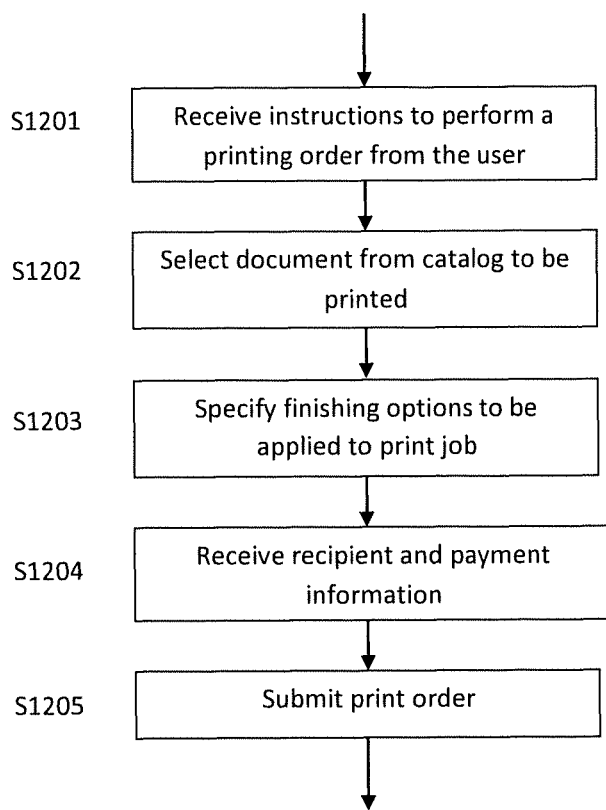 S1201
Receive instructions to perform a
printing order from the user
S1202
Select document from catalog to be
printed
S1203
Specify finishing options to be
applied to print job
S1204
Receive recipient and payment
information
S1205
Submit print order